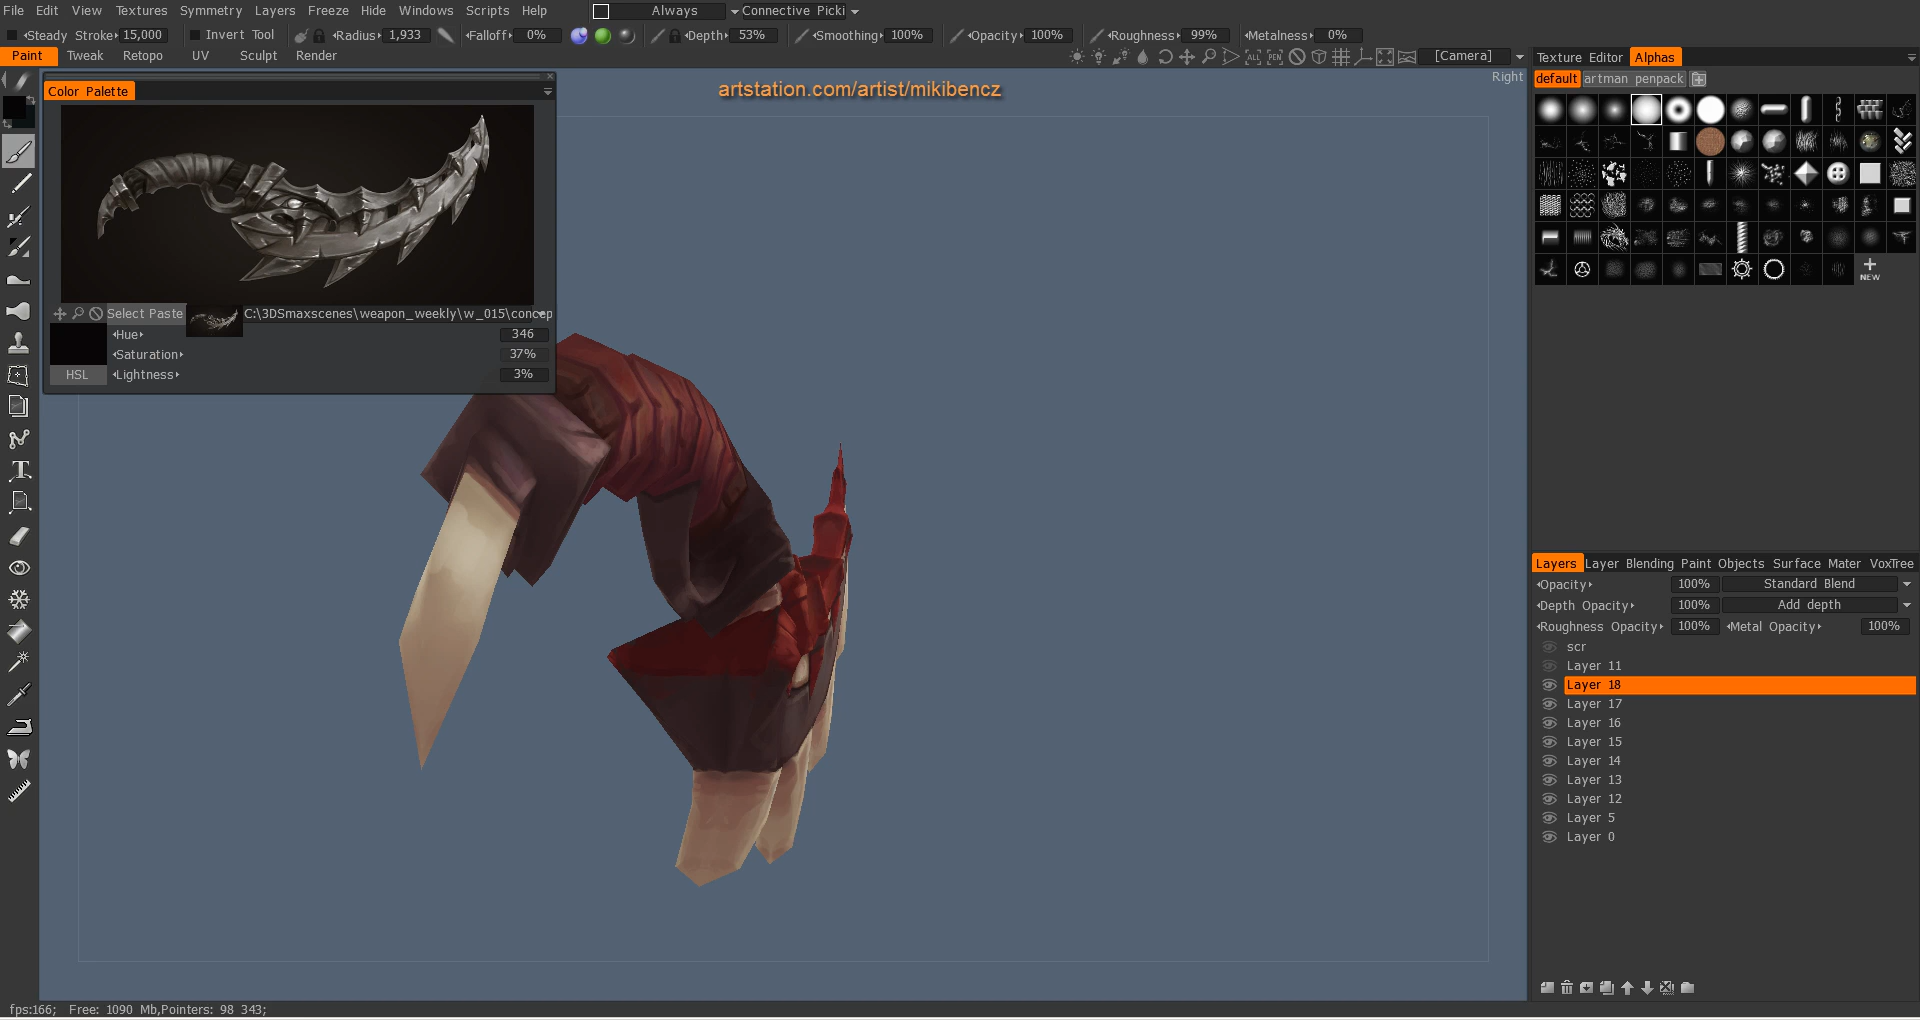 File Edit View Textures Symmetry Layers Freeze Hide Windows Scripts Help Always Connective Picki
Steady Stroke 15,000 Invert Tool Radius 1,933 Falloff 0% Depth 53% Smoothing 100% Opacity 100% Roughness 99% Metalness 0%
Paint Tweak Retopo UV Sculpt Render ALL PEN [Camera]
Texture Editor Alphas
Right
default artman penpack
artstation.com/artist/mikibencz
Color Palette
NEW
Select Paste C:\3DSmaxscenes\weapon_weekly\w_015\concep
Hue 346
Saturation 37%
HSL Lightness 3%
Layers Layer Blending Paint Objects Surface Mater VoxTree
Opacity 100% Standard Blend
Depth Opacity 100% Add depth
Roughness Opacity 100% Metal Opacity 100%
scr
Layer 11
Layer 18
Layer 17
Layer 16
Layer 15
Layer 14
Layer 13
Layer 12
Layer 5
Layer 0
fps:166; Free: 1090 Mb,Pointers: 98 343;